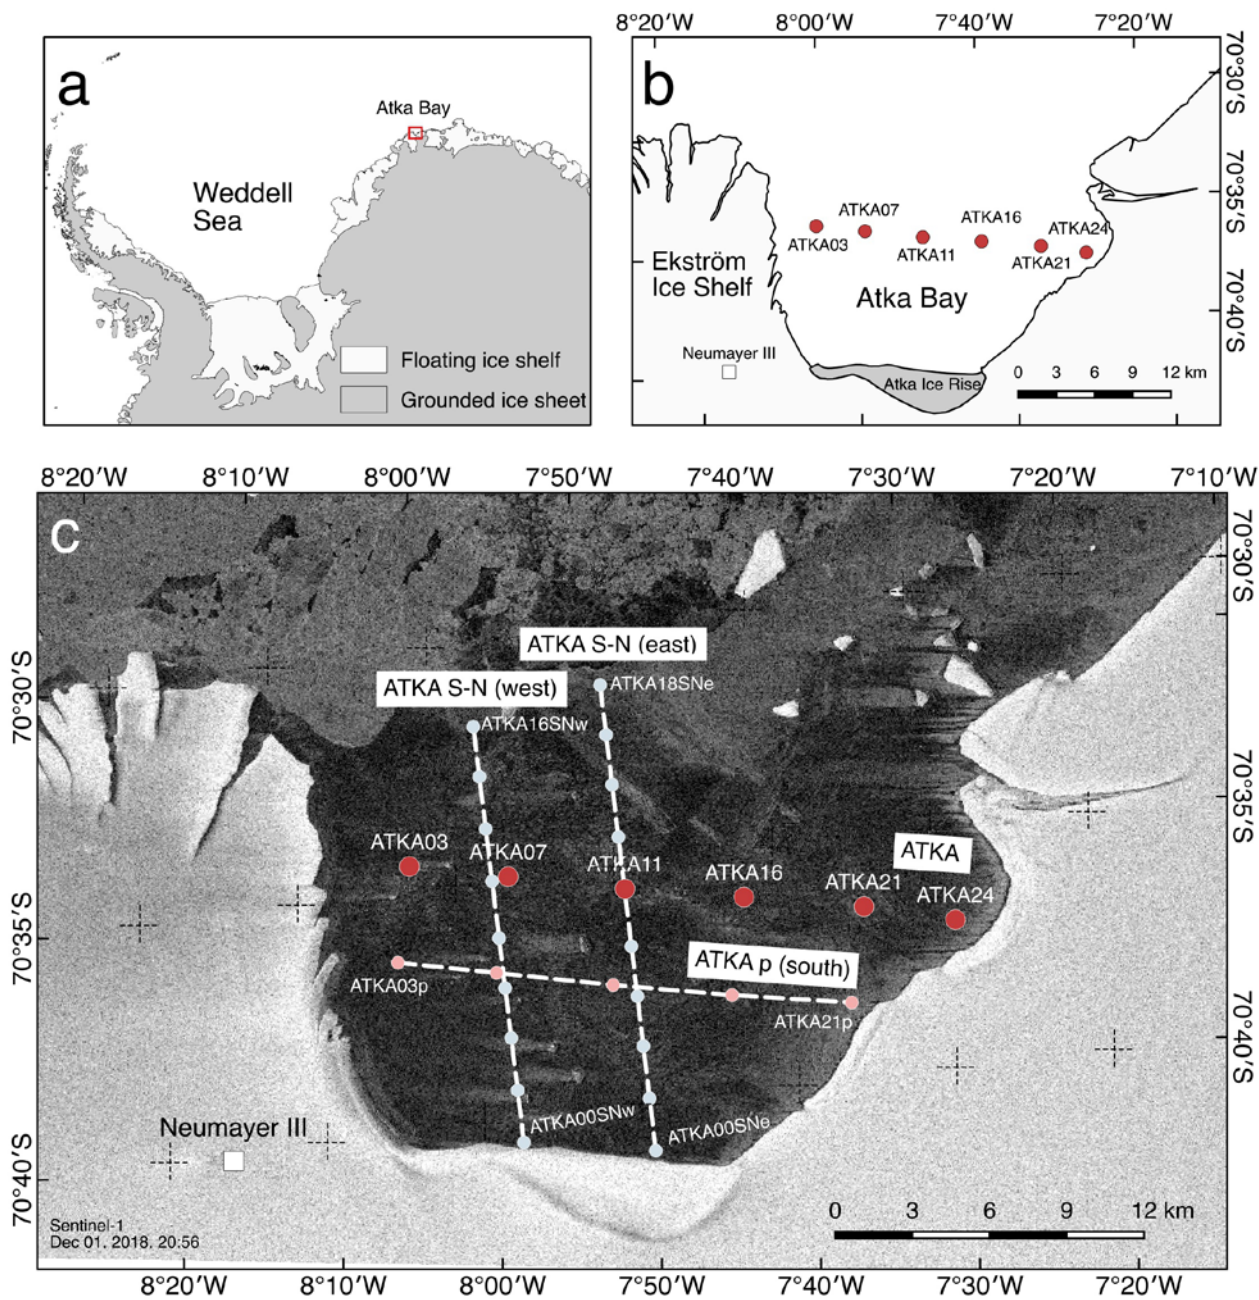 a
Atka Bay
Weddell
Sea
Floating ice shelf
Grounded ice sheet
8°20′W 8°00′W 7°40′W 7°20′W
b
70°30′S
70°35′S
70°40′S
ATKA03
ATKA07
ATKA11
ATKA16
ATKA21
ATKA24
Ekström
Ice Shelf
Atka Bay
Neumayer III
Atka Ice Rise
0 3 6 9 12 km
8°20′W 8°10′W 8°00′W 7°50′W 7°40′W 7°30′W 7°20′W 7°10′W
c
70°30′S
70°35′S
70°40′S
70°30′S
70°35′S
70°40′S
ATKA S-N (east)
ATKA18SNe
ATKA S-N (west)
ATKA16SNw
ATKA03
ATKA07
ATKA11
ATKA16
ATKA21
ATKA
ATKA24
ATKA p (south)
ATKA03p
ATKA21p
ATKA00SNw
ATKA00SNe
Neumayer III
Sentinel-1
Dec 01, 2018, 20:56
0 3 6 9 12 km
8°20′W 8°10′W 8°00′W 7°50′W 7°40′W 7°30′W